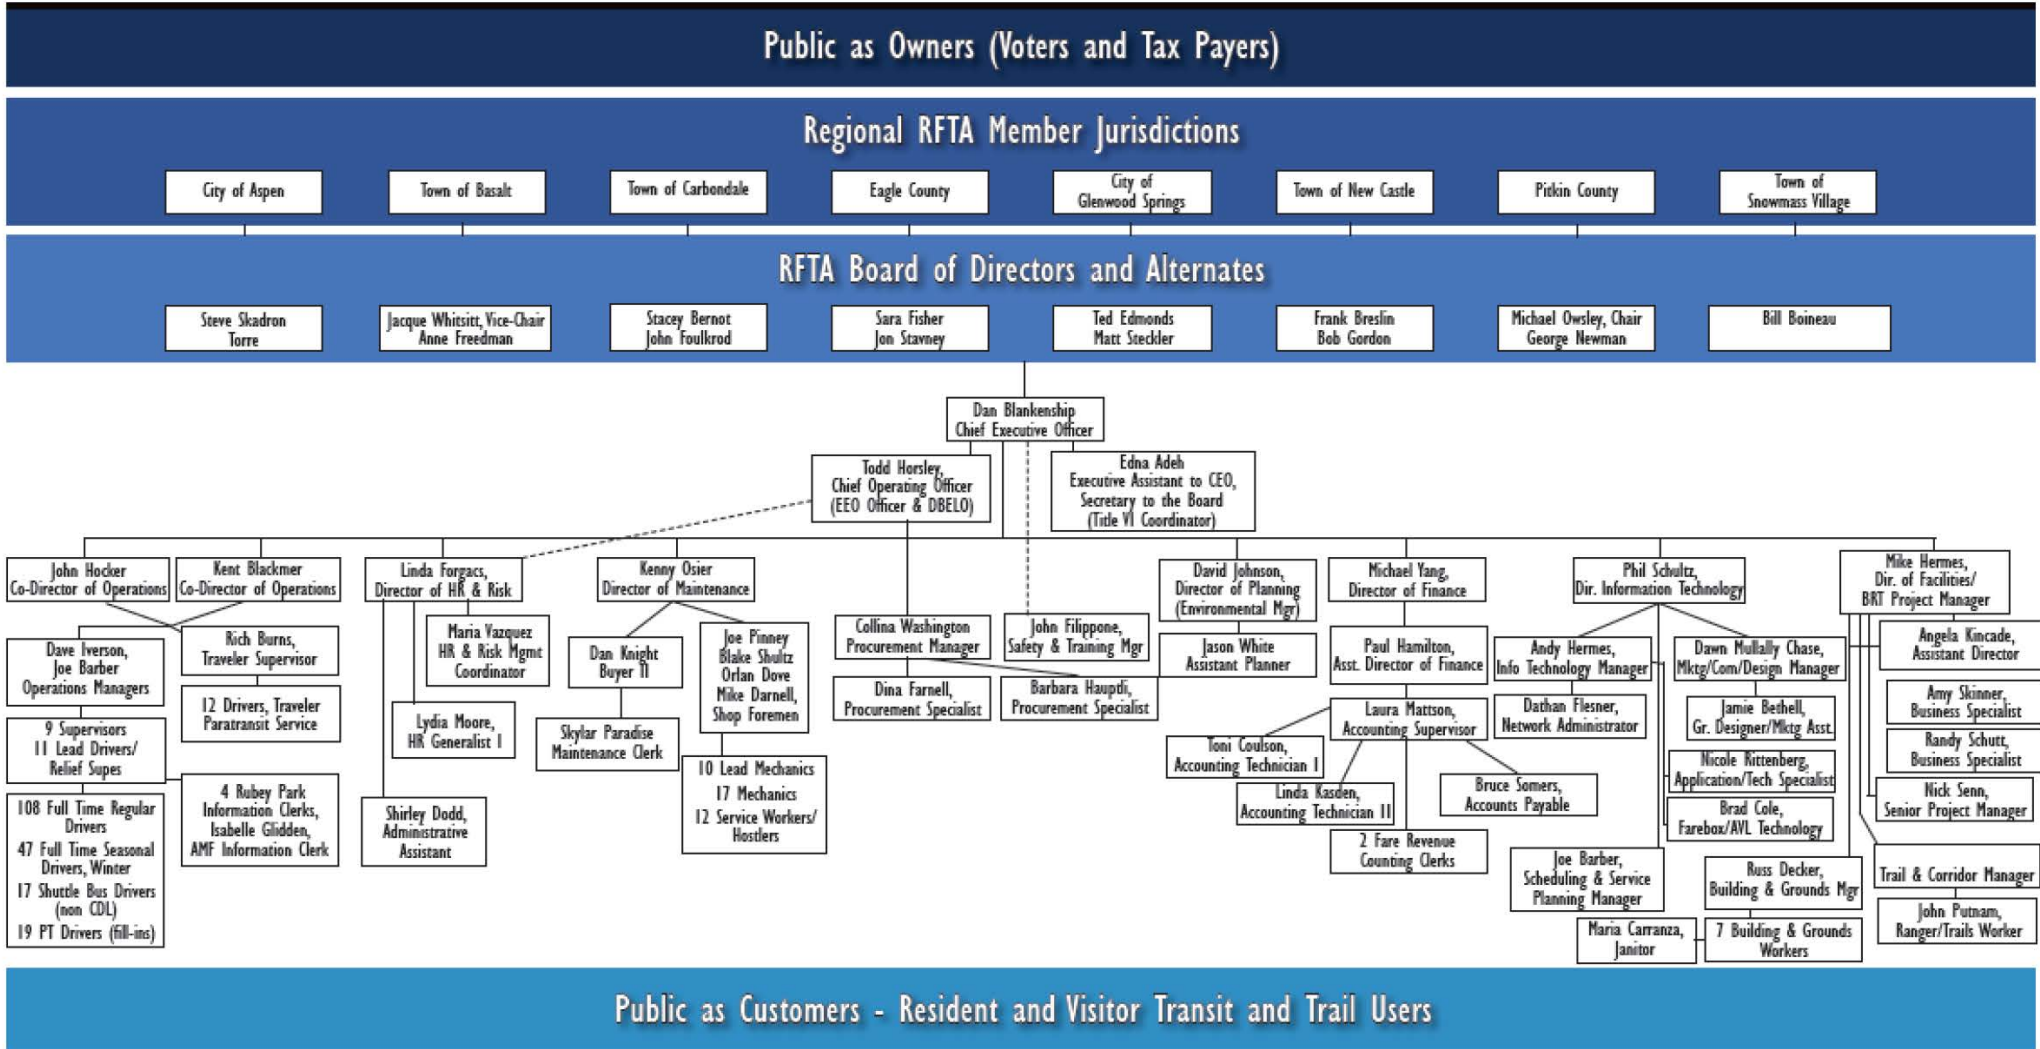 Public as Owners (Voters and Tax Payers)
Regional RFTA Member Jurisdictions
City of Aspen
Town of Basalt
Town of Carbondale
Eagle County
City of
Glenwood Springs
Town of New Castle
Pitkin County
Town of
Snowmass Village
RFTA Board of Directors and Alternates
Steve Skadron
Torre
Jacque Whitsitt, Vice-Chair
Anne Freedman
Stacey Bernot
John Foulkrod
Sara Fisher
Jon Stavney
Ted Edmonds
Matt Steckler
Frank Breslin
Bob Gordon
Michael Owsley, Chair
George Newman
Bill Boineau
Dan Blankenship
Chief Executive Officer
Todd Horsley,
Chief Operating Officer
(EEO Officer & DBELO)
Edna Adeh
Executive Assistant to CEO,
Secretary to the Board
(Title VI Coordinator)
John Hocker
Co-Director of Operations
Kent Blackmer
Co-Director of Operations
Linda Forgacs,
Director of HR & Risk
Kenny Osier
Director of Maintenance
David Johnson,
Director of Planning
(Environmental Mgr)
Michael Yang,
Director of Finance
Phil Schultz,
Dir. Information Technology
Mike Hermes,
Dir. of Facilities/
BRT Project Manager
Dave Iverson,
Joe Barber
Operations Managers
Rich Burns,
Traveler Supervisor
12 Drivers, Traveler
Paratransit Service
9 Supervisors
11 Lead Drivers/
Relief Supes
108 Full Time Regular
Drivers
47 Full Time Seasonal
Drivers, Winter
17 Shuttle Bus Drivers
(non CDL)
19 PT Drivers (fill-ins)
4 Rubey Park
Information Clerks,
Isabelle Glidden,
AMF Information Clerk
Maria Vazquez
HR & Risk Mgmt
Coordinator
Lydia Moore,
HR Generalist I
Shirley Dodd,
Administrative
Assistant
Dan Knight
Buyer II
Skylar Paradise
Maintenance Clerk
Joe Pinney
Blake Shultz
Orlan Dove
Mike Darnell,
Shop Foremen
10 Lead Mechanics
17 Mechanics
12 Service Workers/
Hostlers
Collina Washington
Procurement Manager
Dina Farnell,
Procurement Specialist
Barbara Hauptli,
Procurement Specialist
John Filippone,
Safety & Training Mgr
Jason White
Assistant Planner
Paul Hamilton,
Asst. Director of Finance
Laura Mattson,
Accounting Supervisor
Toni Coulson,
Accounting Technician I
Linda Kasden,
Accounting Technician II
Bruce Somers,
Accounts Payable
2 Fare Revenue
Counting Clerks
Andy Hermes,
Info Technology Manager
Dathan Flesner,
Network Administrator
Dawn Mullally Chase,
Mktg/Com/Design Manager
Jamie Bethell,
Gr. Designer/Mktg Asst.
Nicole Rittenberg,
Application/Tech Specialist
Brad Cole,
Farebox/AVL Technology
Joe Barber,
Scheduling & Service
Planning Manager
Angela Kincade,
Assistant Director
Amy Skinner,
Business Specialist
Randy Schutt,
Business Specialist
Nick Senn,
Senior Project Manager
Trail & Corridor Manager
John Putnam,
Ranger/Trails Worker
Russ Decker,
Building & Grounds Mgr
7 Building & Grounds
Workers
Maria Carranza,
Janitor
Public as Customers - Resident and Visitor Transit and Trail Users